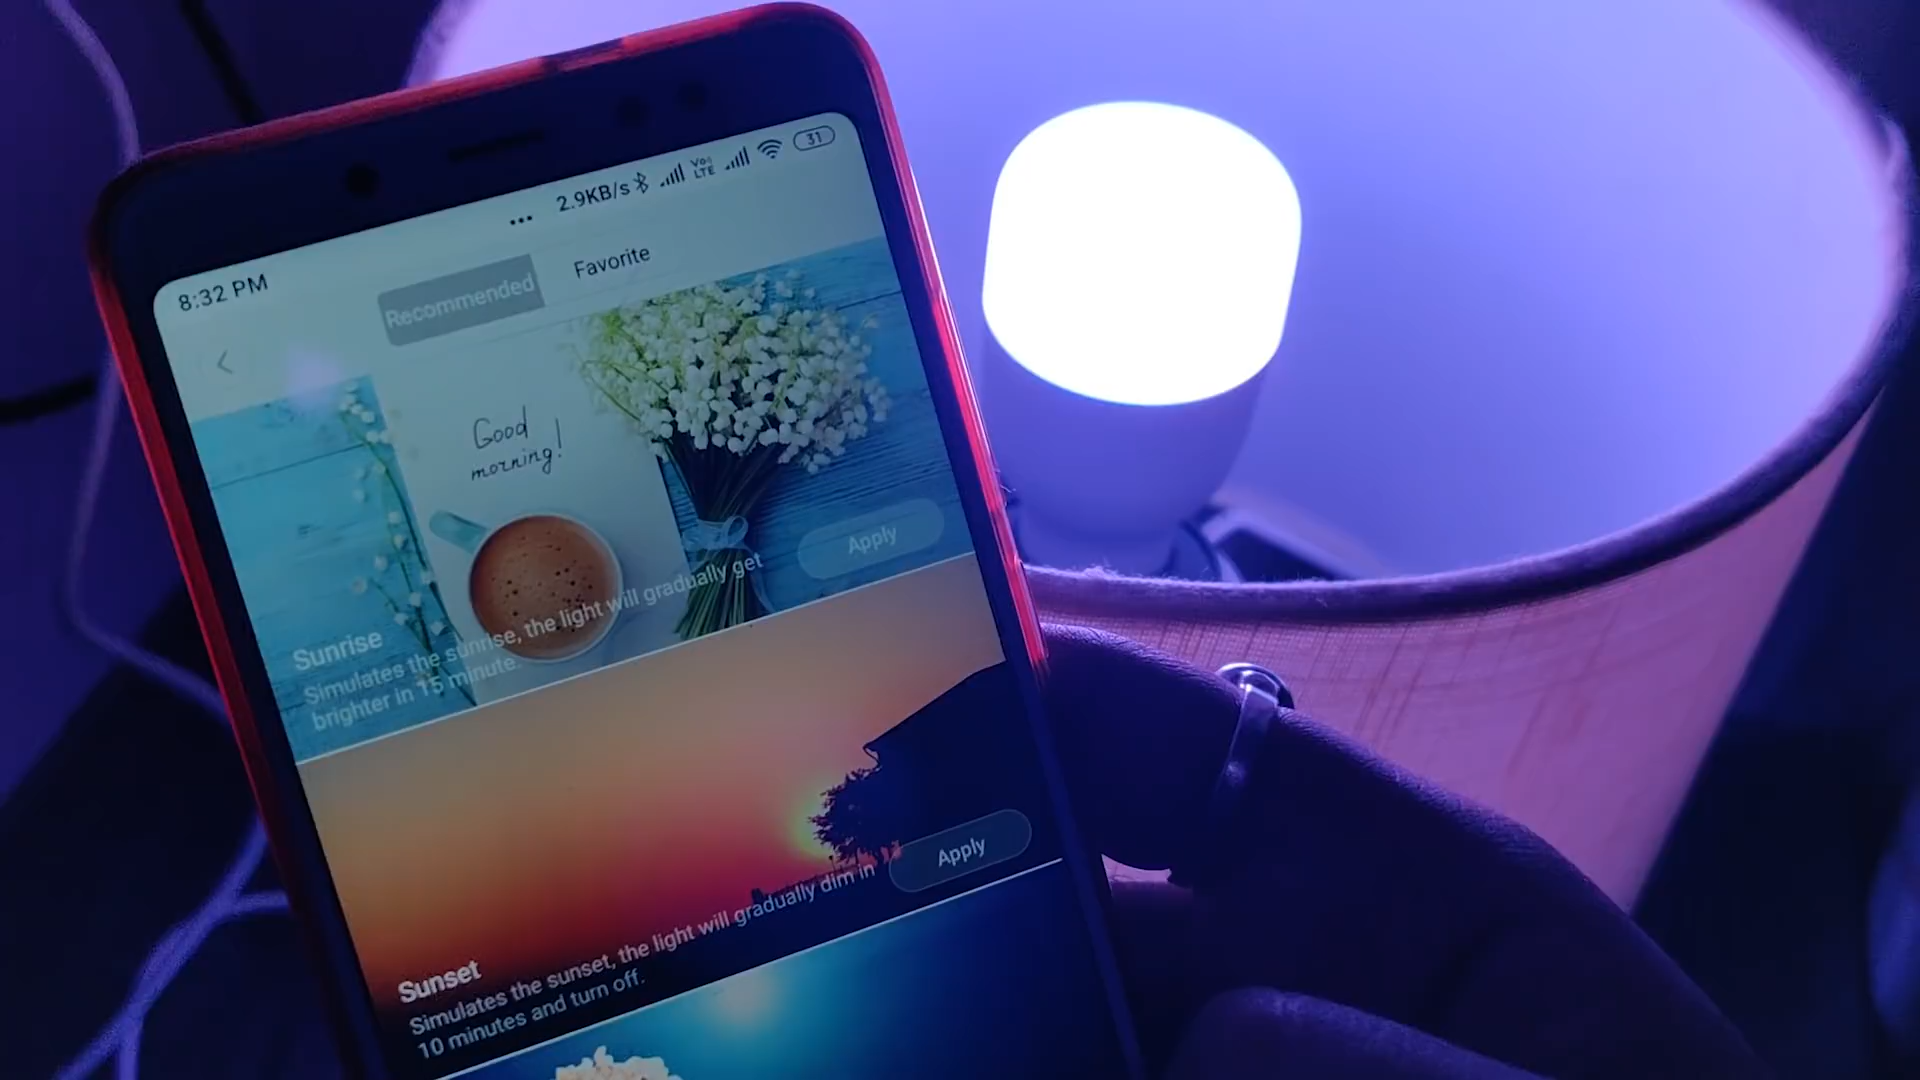 8:32 PM
... 2.9KB/s Vo) LTE 31
Recommended Favorite
Good
morning!
Apply
Sunrise
Simulates the sunrise, the light will gradually get
brighter in 15 minute.
Apply
Sunset
Simulates the sunset, the light will gradually dim in
10 minutes and turn off.